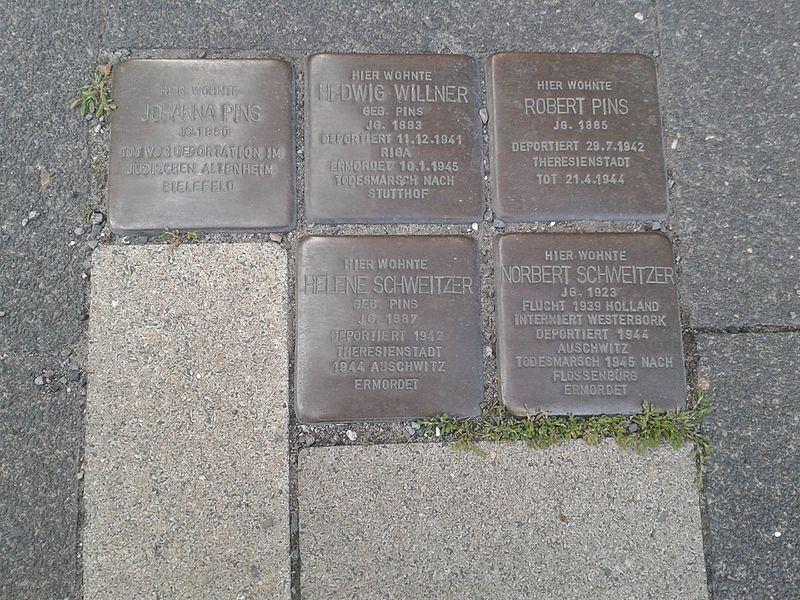 HIER WOHNTE
JOHANNA PINS
JG. 1880
TOT VOR DEPORTATION IM
JÜDISCHEN ALTENHEIM
BIELEFELD
HIER WOHNTE
HEDWIG WILLNER
GEB. PINS
JG. 1883
DEPORTIERT 11.12.1941
RIGA
ERMORDET 10.1.1945
TODESMARSCH NACH
STUTTHOF
HIER WOHNTE
ROBERT PINS
JG. 1885
DEPORTIERT 29.7.1942
THERESIENSTADT
TOT 21.4.1944
HIER WOHNTE
HELENE SCHWEITZER
GEB. PINS
JG. 1887
DEPORTIERT 1942
THERESIENSTADT
1944 AUSCHWITZ
ERMORDET
HIER WOHNTE
NORBERT SCHWEITZER
JG. 1923
FLUCHT 1939 HOLLAND
INTERNIERT WESTERBORK
DEPORTIERT 1944
AUSCHWITZ
TODESMARSCH 1945 NACH
FLOSSENBÜRG
ERMORDET